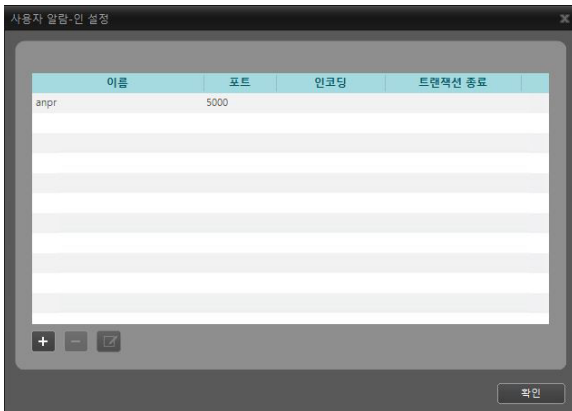 사용자 알람-인 설정
이름 포트 인코딩 트랜잭션 종료
anpr 5000
확인